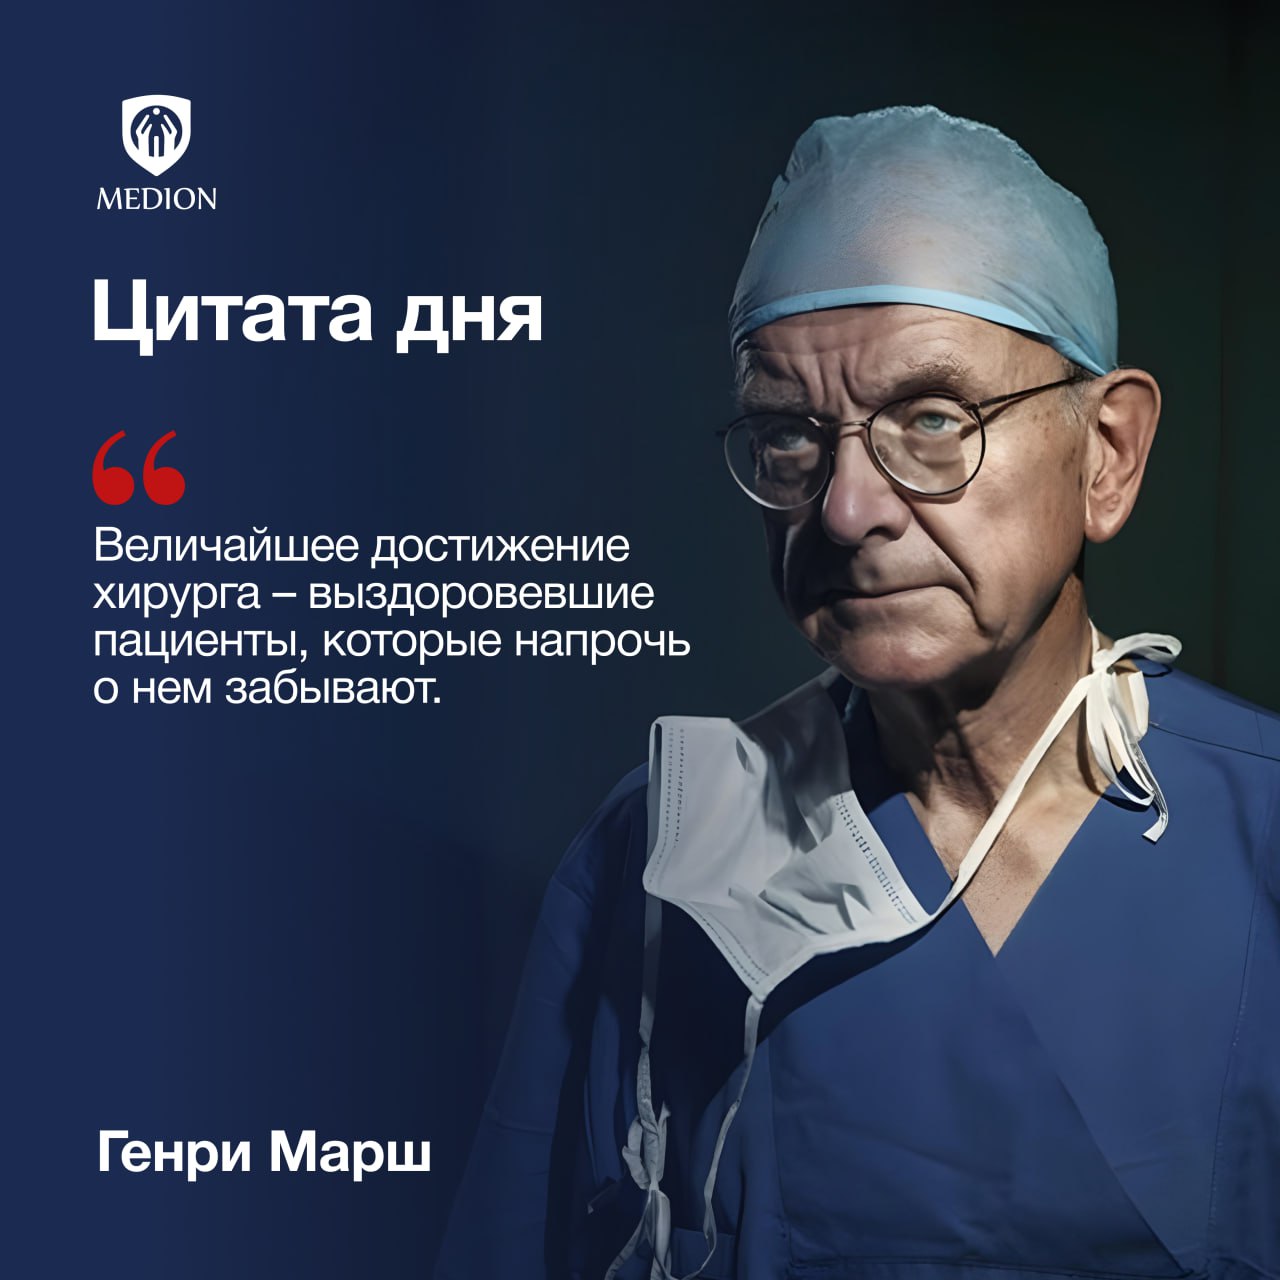 MEDION
Цитата дня
“
Величайшее достижение
хирурга – выздоровевшие
пациенты, которые напрочь
о нем забывают.
Генри Марш